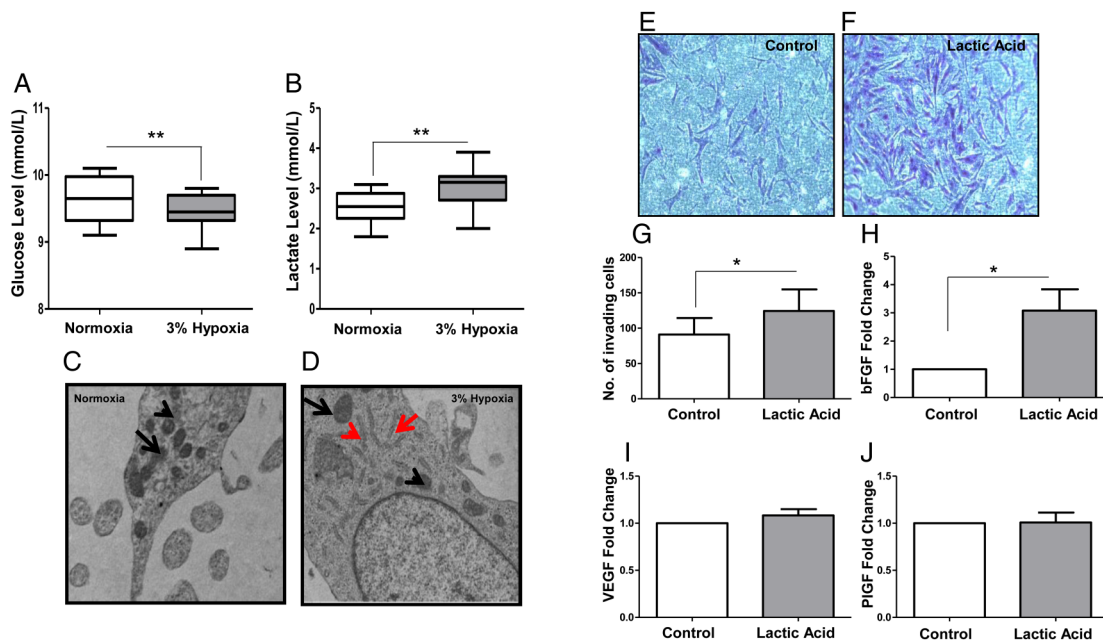 A
Glucose Level (mmol/L)
11
10
9
8
**
Normoxia
3% Hypoxia
B
Lactate Level (mmol/L)
5
4
3
2
1
0
**
Normoxia
3% Hypoxia
C
Normoxia
D
3% Hypoxia
E
Control
F
Lactic Acid
G
No. of invading cells
200
150
100
50
0
*
Control
Lactic Acid
H
bFGF Fold Change
5
4
3
2
1
0
*
Control
Lactic Acid
I
VEGF Fold Change
1.5
1.0
0.5
0.0
Control
Lactic Acid
J
PlGF Fold Change
1.5
1.0
0.5
0.0
Control
Lactic Acid